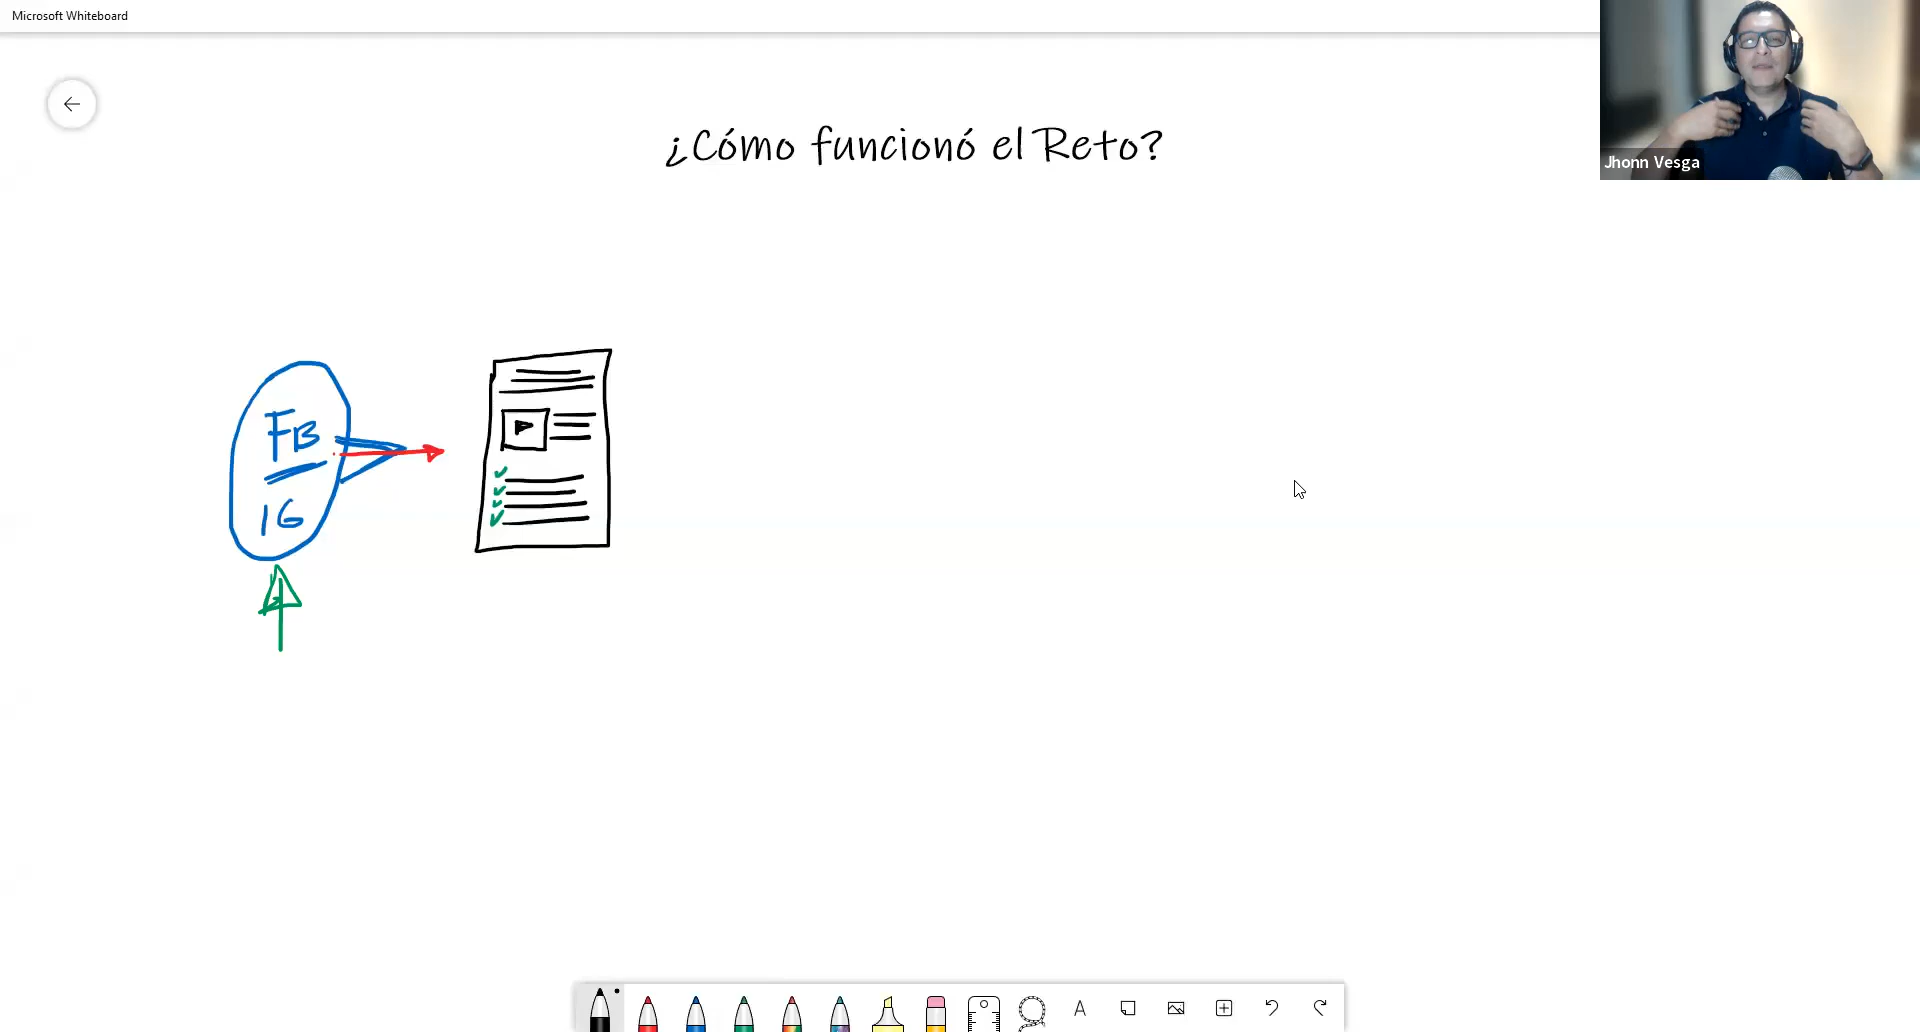 Microsoft Whiteboard
¿Cómo funcionó el Reto?
Jhonn Vesga
FB
IG
A